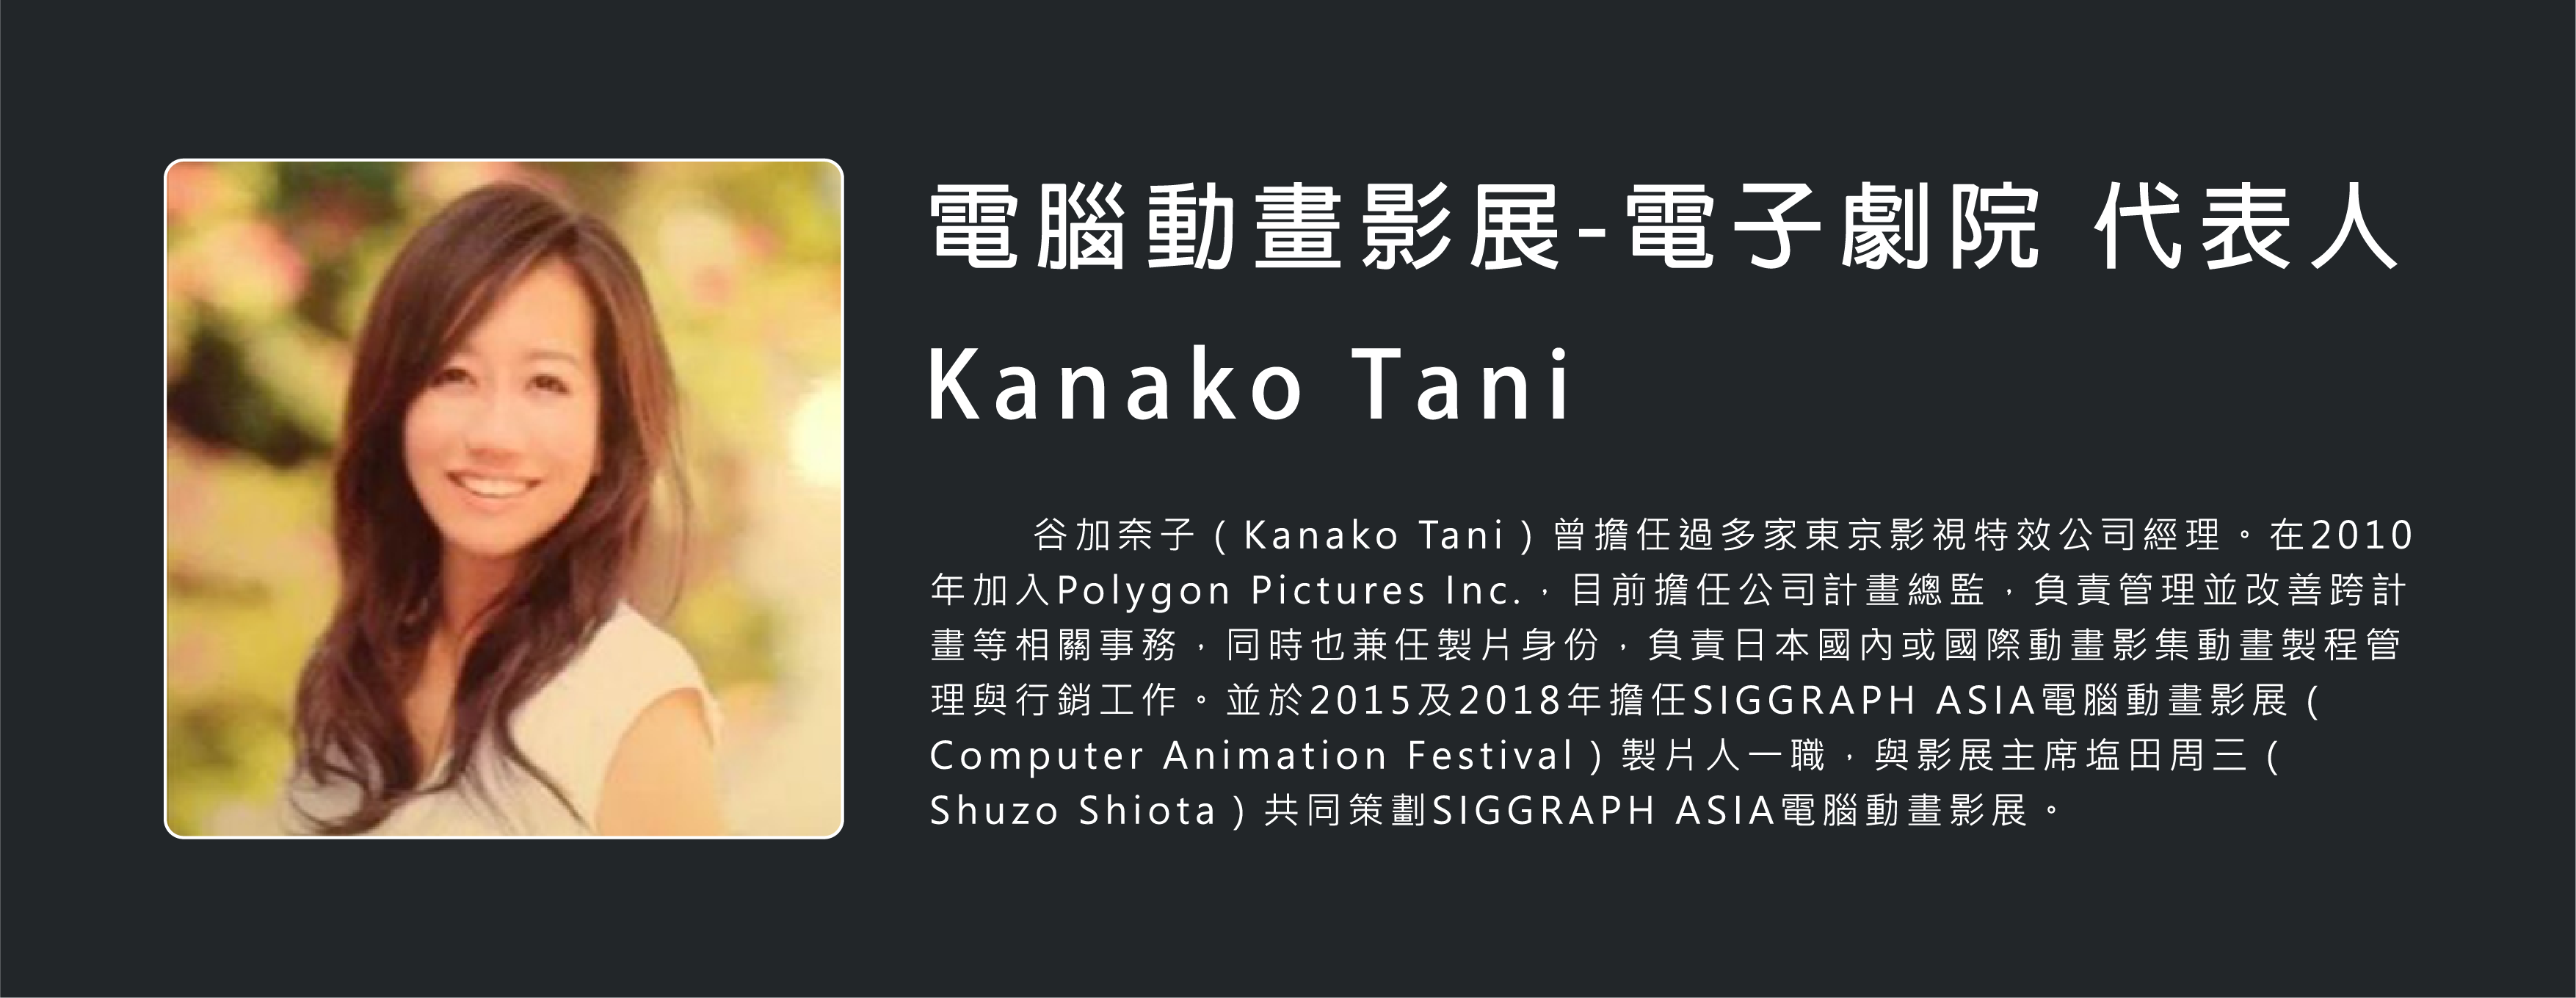 電腦動畫影展-電子劇院 代表人
Kanako Tani
谷加奈子（Kanako Tani）曾擔任過多家東京影視特效公司經理。在2010
年加入Polygon Pictures Inc.，目前擔任公司計畫總監，負責管理並改善跨計
畫等相關事務，同時也兼任製片身份，負責日本國內或國際動畫影集動畫製程管
理與行銷工作。並於2015及2018年擔任SIGGRAPH ASIA電腦動畫影展（
Computer Animation Festival）製片人一職，與影展主席塩田周三（
Shuzo Shiota）共同策劃SIGGRAPH ASIA電腦動畫影展。